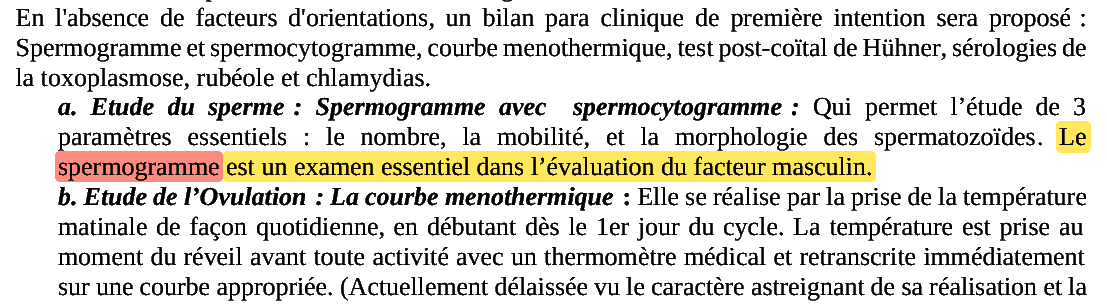 En l'absence de facteurs d'orientations, un bilan para clinique de première intention sera proposé :
Spermogramme et spermocytogramme, courbe menothermique, test post-coïtal de Hühner, sérologies de
la toxoplasmose, rubéole et chlamydias.
a. Etude du sperme : Spermogramme avec spermocytogramme : Qui permet l’étude de 3
paramètres essentiels : le nombre, la mobilité, et la morphologie des spermatozoïdes. Le
spermogramme est un examen essentiel dans l’évaluation du facteur masculin.
b. Etude de l’Ovulation : La courbe menothermique : Elle se réalise par la prise de la température
matinale de façon quotidienne, en débutant dès le 1er jour du cycle. La température est prise au
moment du réveil avant toute activité avec un thermomètre médical et retranscrite immédiatement
sur une courbe appropriée. (Actuellement délaissée vu le caractère astreignant de sa réalisation et la